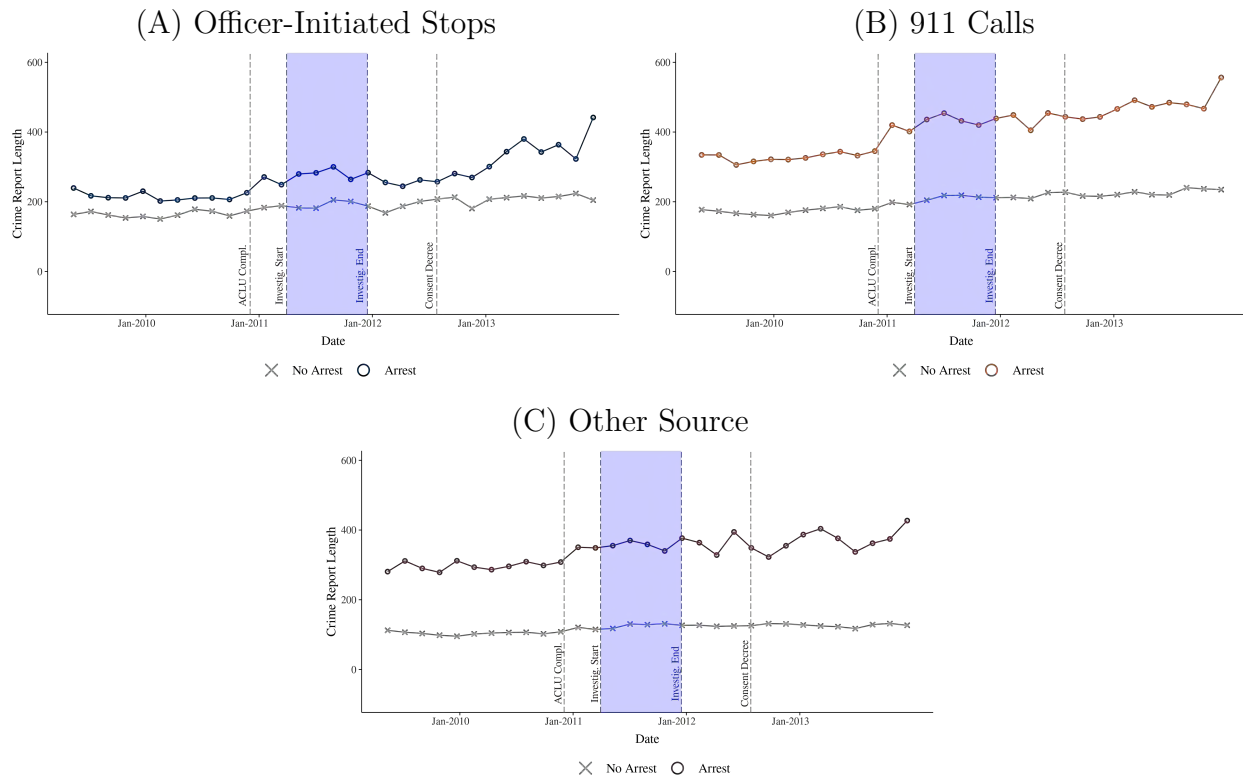 (A) Officer-Initiated Stops
600
400
200
0
Crime Report Length
ACLU Compl.
Investig. Start
Investig. End
Consent Decree
Jan-2010
Jan-2011
Jan-2012
Jan-2013
Date
No Arrest
Arrest
(B) 911 Calls
600
400
200
0
Crime Report Length
ACLU Compl.
Investig. Start
Investig. End
Consent Decree
Jan-2010
Jan-2011
Jan-2012
Jan-2013
Date
No Arrest
Arrest
(C) Other Source
600
400
200
0
Crime Report Length
ACLU Compl.
Investig. Start
Investig. End
Consent Decree
Jan-2010
Jan-2011
Jan-2012
Jan-2013
Date
No Arrest
Arrest